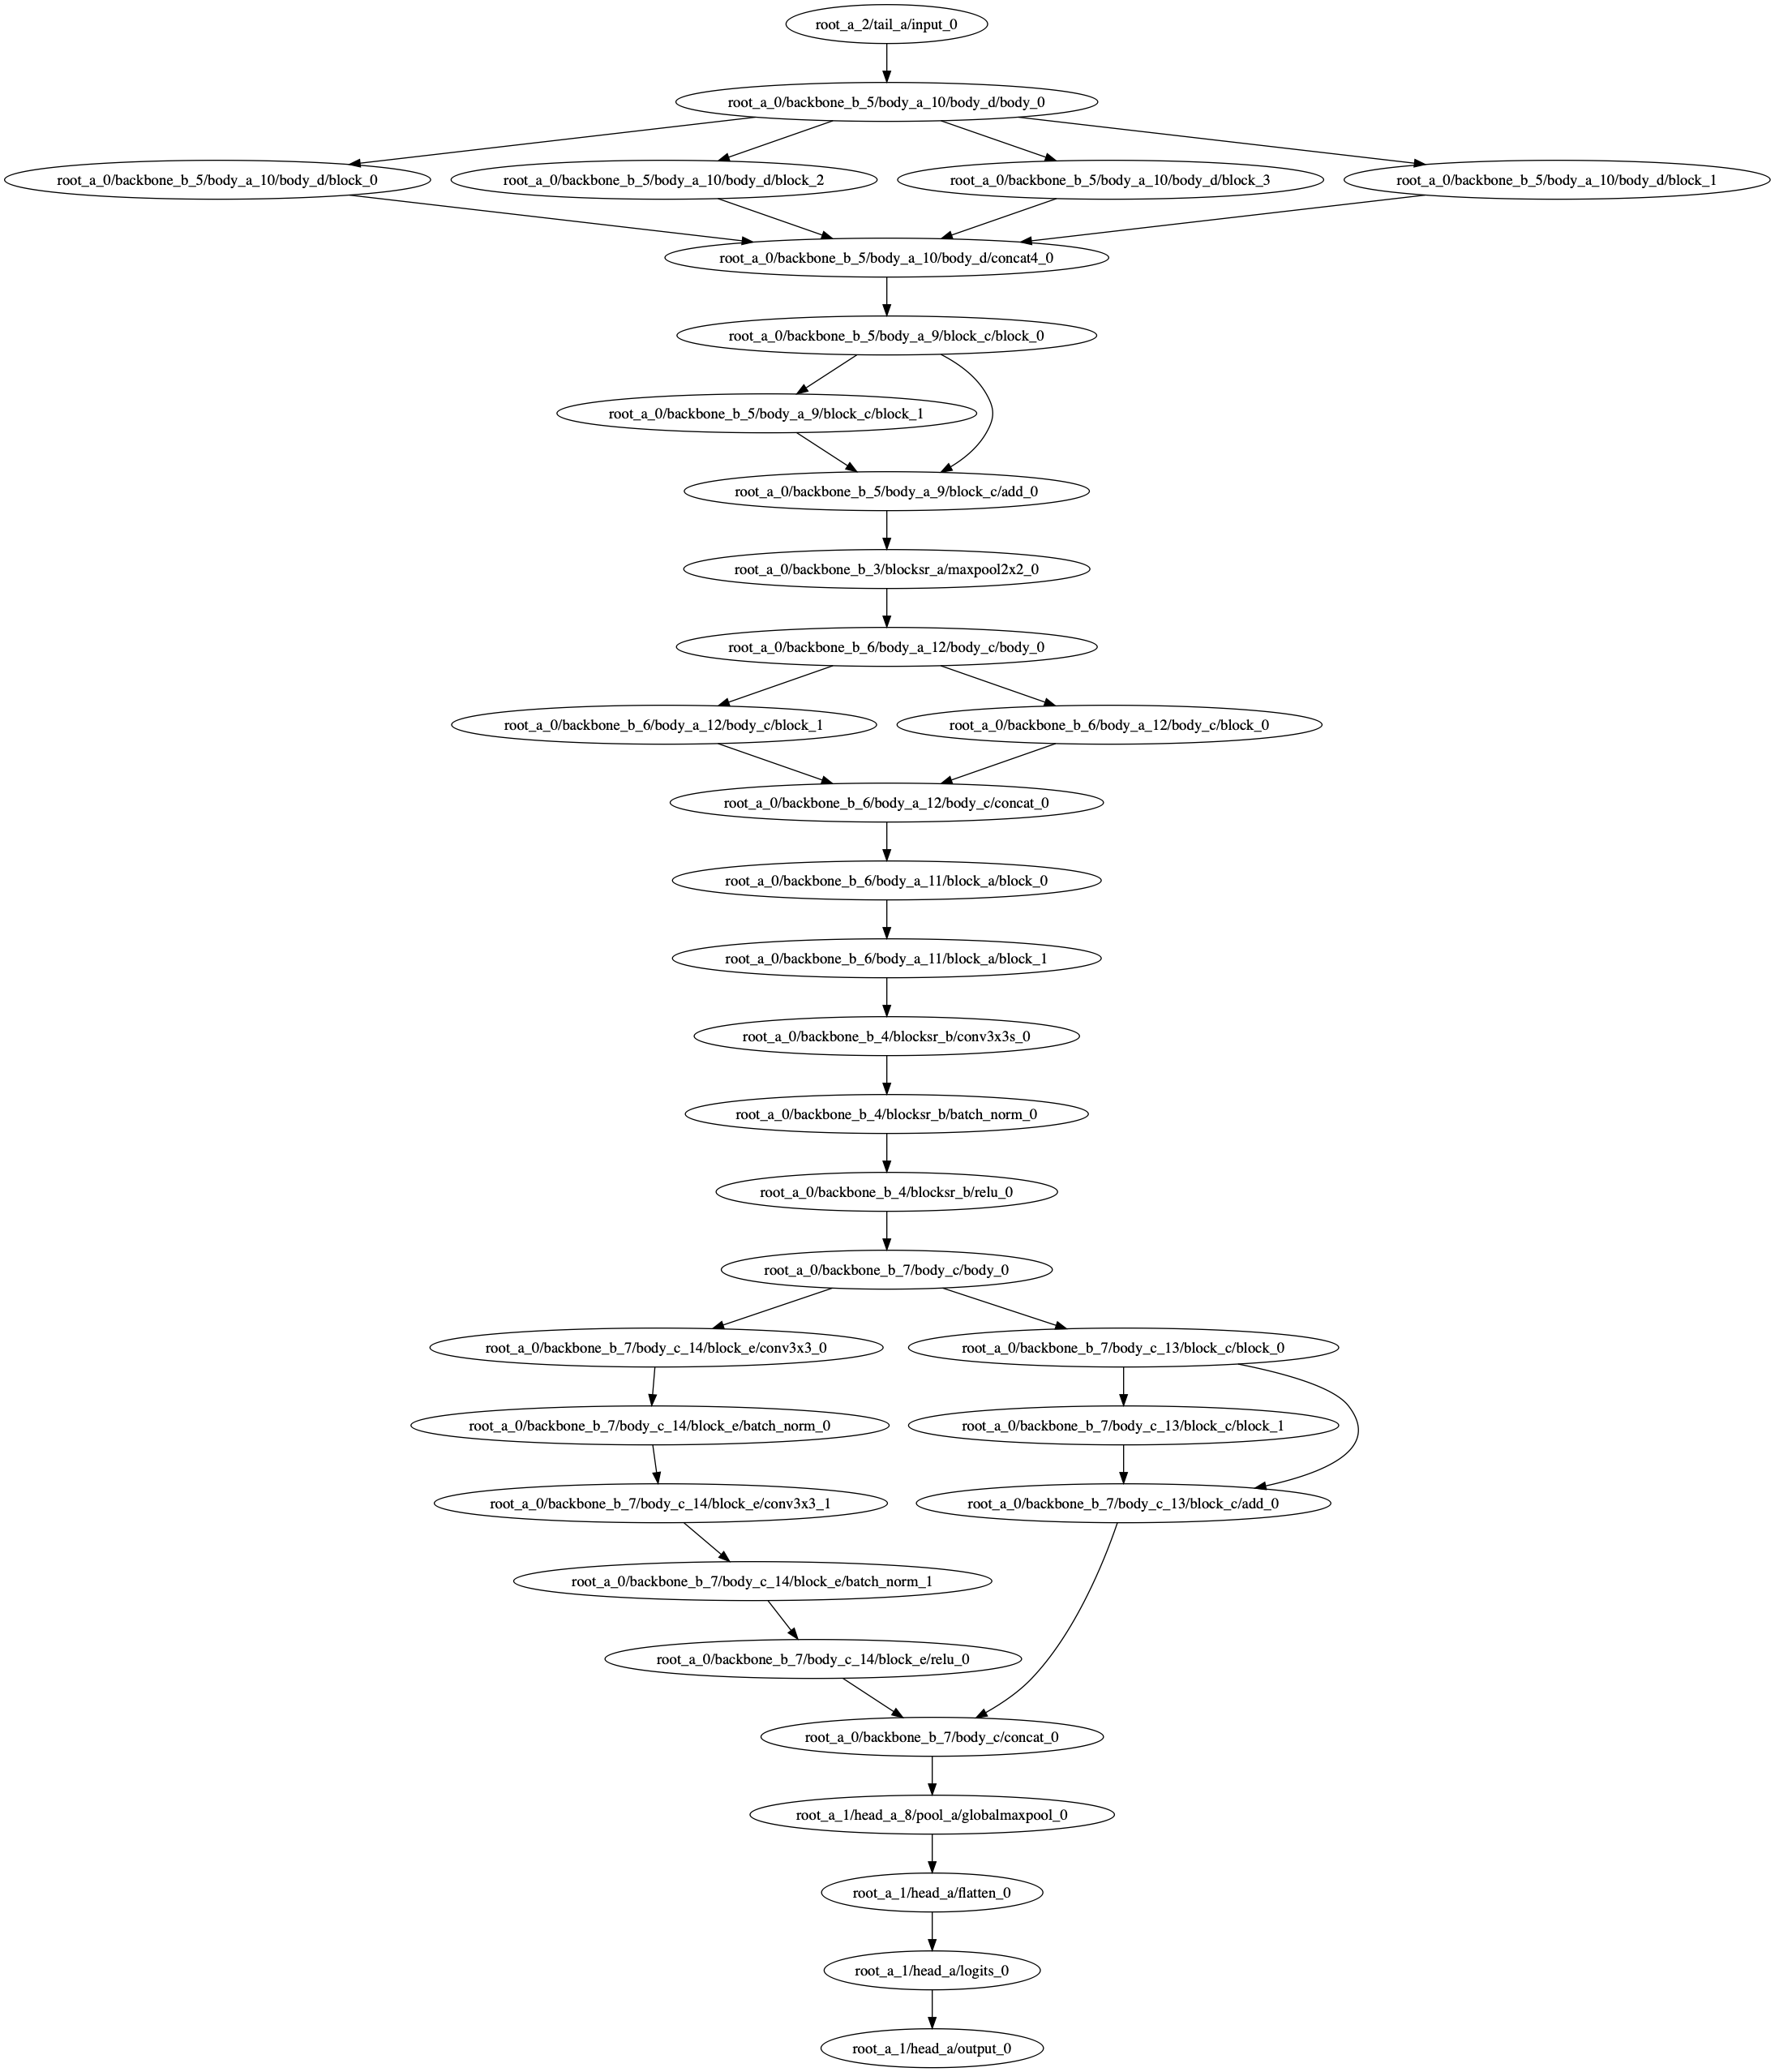 root_a_2/tail_a/input_0
root_a_0/backbone_b_5/body_a_10/body_d/body_0
root_a_0/backbone_b_5/body_a_10/body_d/block_0
root_a_0/backbone_b_5/body_a_10/body_d/block_2
root_a_0/backbone_b_5/body_a_10/body_d/block_3
root_a_0/backbone_b_5/body_a_10/body_d/block_1
root_a_0/backbone_b_5/body_a_10/body_d/concat4_0
root_a_0/backbone_b_5/body_a_9/block_c/block_0
root_a_0/backbone_b_5/body_a_9/block_c/block_1
root_a_0/backbone_b_5/body_a_9/block_c/add_0
root_a_0/backbone_b_3/blocksr_a/maxpool2x2_0
root_a_0/backbone_b_6/body_a_12/body_c/body_0
root_a_0/backbone_b_6/body_a_12/body_c/block_1
root_a_0/backbone_b_6/body_a_12/body_c/block_0
root_a_0/backbone_b_6/body_a_12/body_c/concat_0
root_a_0/backbone_b_6/body_a_11/block_a/block_0
root_a_0/backbone_b_6/body_a_11/block_a/block_1
root_a_0/backbone_b_4/blocksr_b/conv3x3s_0
root_a_0/backbone_b_4/blocksr_b/batch_norm_0
root_a_0/backbone_b_4/blocksr_b/relu_0
root_a_0/backbone_b_7/body_c/body_0
root_a_0/backbone_b_7/body_c_14/block_e/conv3x3_0
root_a_0/backbone_b_7/body_c_13/block_c/block_0
root_a_0/backbone_b_7/body_c_14/block_e/batch_norm_0
root_a_0/backbone_b_7/body_c_13/block_c/block_1
root_a_0/backbone_b_7/body_c_14/block_e/conv3x3_1
root_a_0/backbone_b_7/body_c_13/block_c/add_0
root_a_0/backbone_b_7/body_c_14/block_e/batch_norm_1
root_a_0/backbone_b_7/body_c_14/block_e/relu_0
root_a_0/backbone_b_7/body_c/concat_0
root_a_1/head_a_8/pool_a/globalmaxpool_0
root_a_1/head_a/flatten_0
root_a_1/head_a/logits_0
root_a_1/head_a/output_0